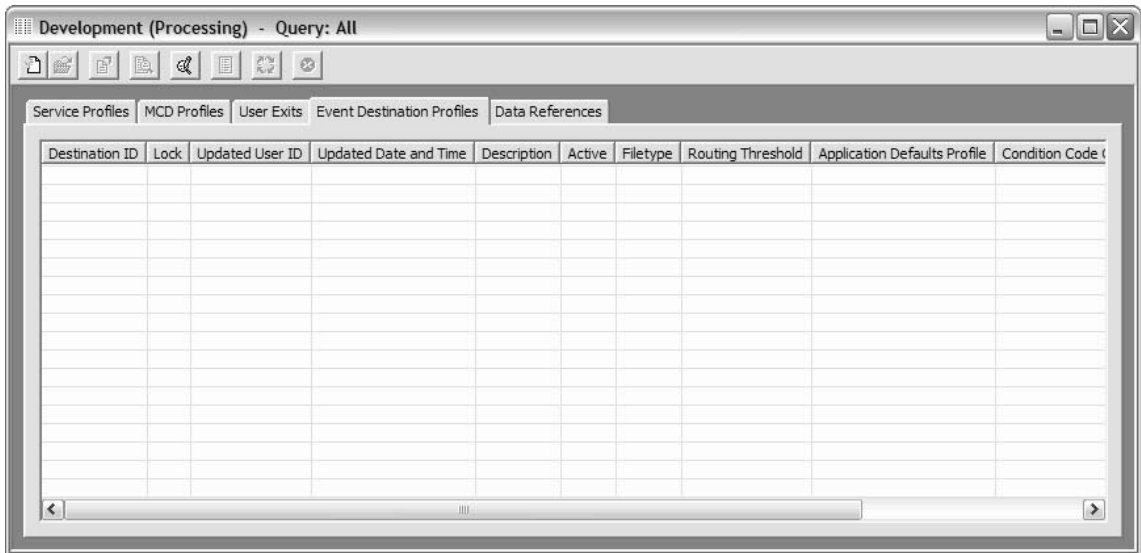 Development (Processing) - Query: All
Service Profiles MCD Profiles User Exits Event Destination Profiles Data References
Destination ID Lock Updated User ID Updated Date and Time Description Active Filetype Routing Threshold Application Defaults Profile Condition Code